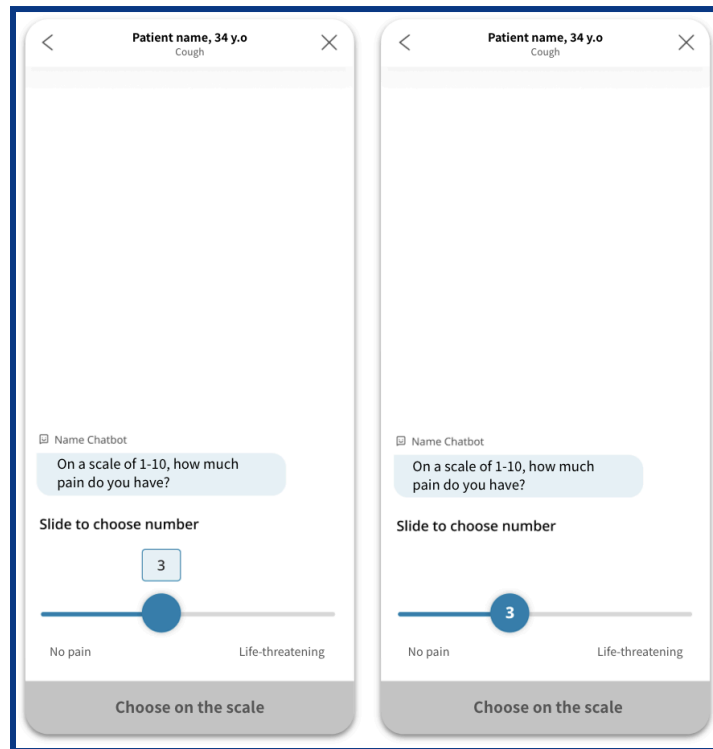 Patient name, 34 y.o
Cough
Name Chatbot
On a scale of 1-10, how much
pain do you have?
Slide to choose number
3
No pain
Life-threatening
Choose on the scale
Patient name, 34 y.o
Cough
Name Chatbot
On a scale of 1-10, how much
pain do you have?
Slide to choose number
3
No pain
Life-threatening
Choose on the scale